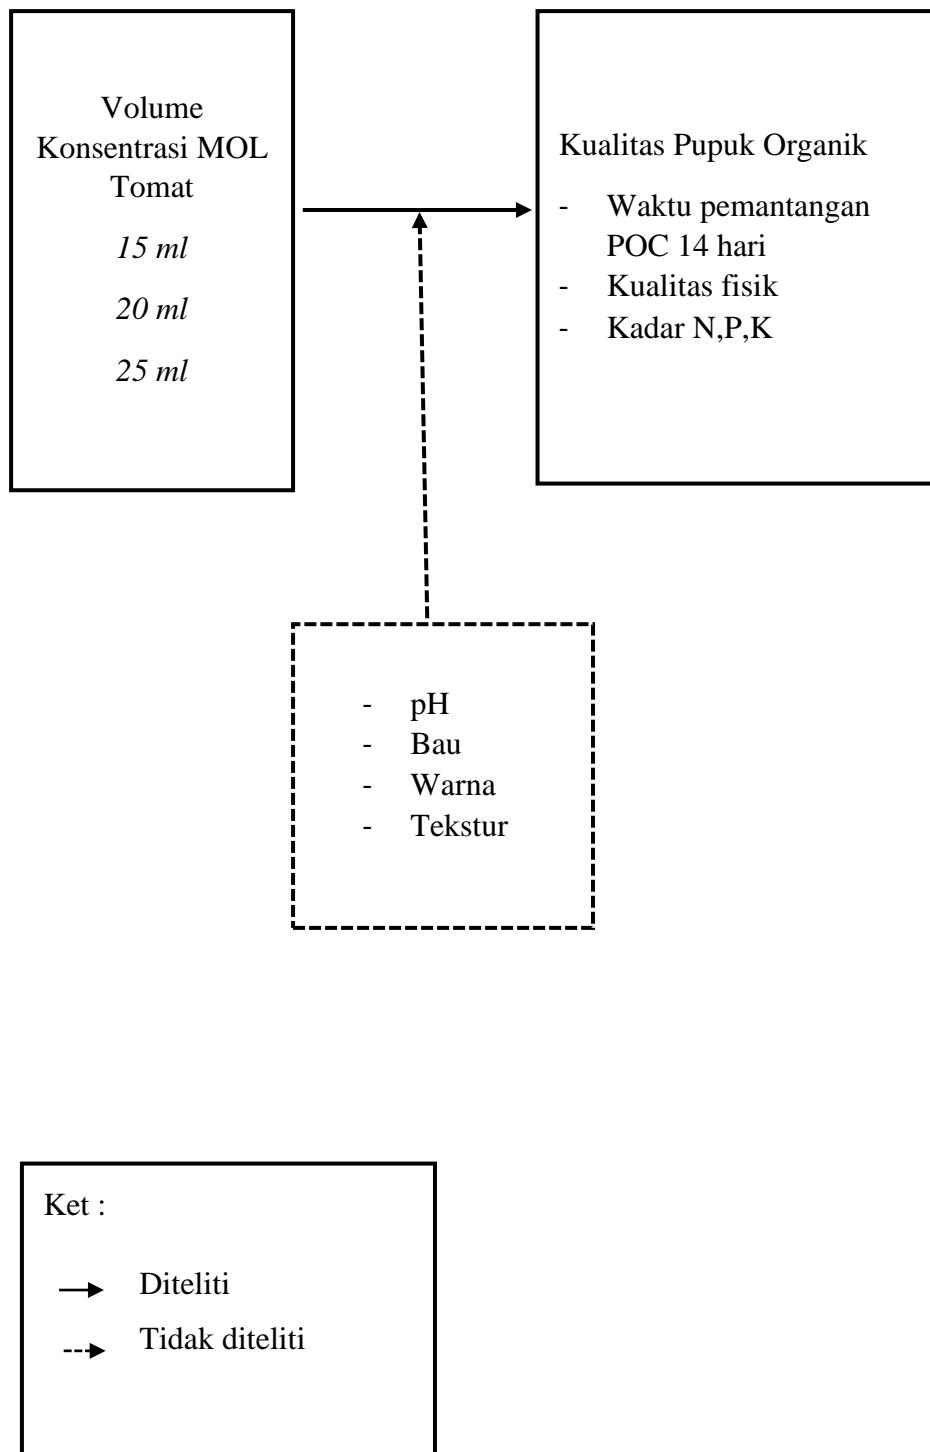 Volume
Konsentrasi MOL
Tomat
15 ml
20 ml
25 ml
Kualitas Pupuk Organik
- Waktu pemantangan
POC 14 hari
- Kualitas fisik
- Kadar N,P,K
- pH
- Bau
- Warna
- Tekstur
Ket :
Diteliti
Tidak diteliti